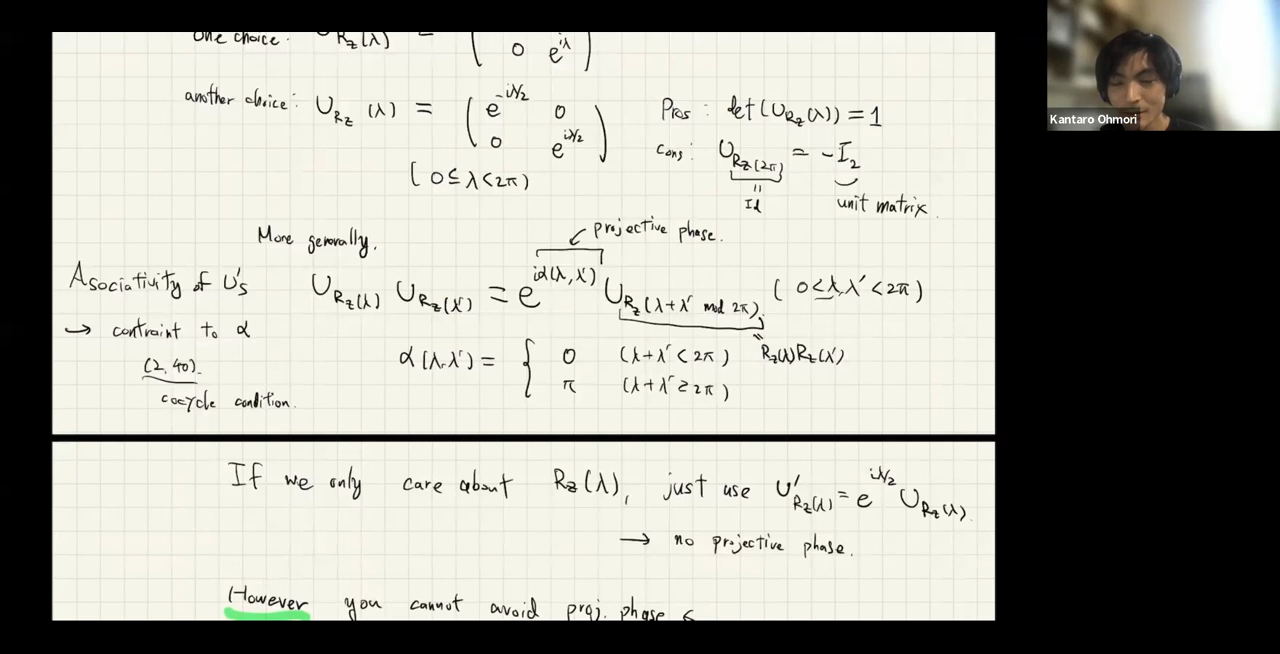 one choice: U_{R_z(λ)} = ( 0 e^{iλ} )
another choice: U_{R_z}(λ) = ( e^{-iλ/2} 0
0 e^{iλ/2} )
[ 0≤λ<2π)
Pros: det(U_{R_z(λ)}) = 1
cons: U_{R_z(2π)} = -I_2
"
Id
unit matrix.
Kantaro Ohmori
More generally,
projective phase.
Asociativity of U's
U_{R_z(λ)} U_{R_z(λ')} = e^{iα(λ,λ')} U_{R_z(λ+λ' mod 2π)} ( 0≤λ,λ'<2π)
→ contraint to α
(2,40).
cocycle condition.
" R_z(λ)R_z(λ')
α(λ,λ') = { 0 (λ+λ'<2π)
π (λ+λ'≥2π)
If we only care about R_z(λ), just use U'_{R_z(λ)} = e^{iλ/2} U_{R_z(λ)}.
→ no projective phase.
However you cannot avoid proj. phase